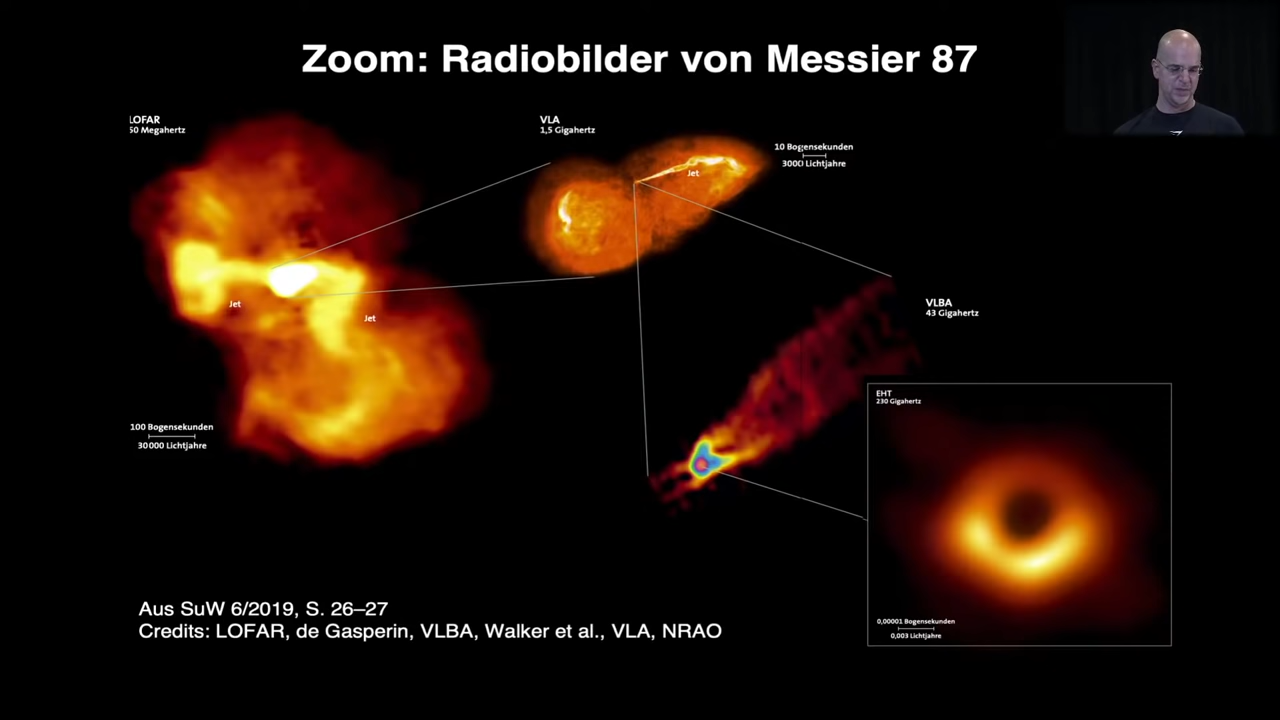 Zoom: Radiobilder von Messier 87
LOFAR
50 Megahertz
Jet
Jet
100 Bogensekunden
30 000 Lichtjahre
VLA
1,5 Gigahertz
Jet
10 Bogensekunden
3000 Lichtjahre
VLBA
43 Gigahertz
EHT
230 Gigahertz
0,00001 Bogensekunden
0,003 Lichtjahre
Aus SuW 6/2019, S. 26–27
Credits: LOFAR, de Gasperin, VLBA, Walker et al., VLA, NRAO